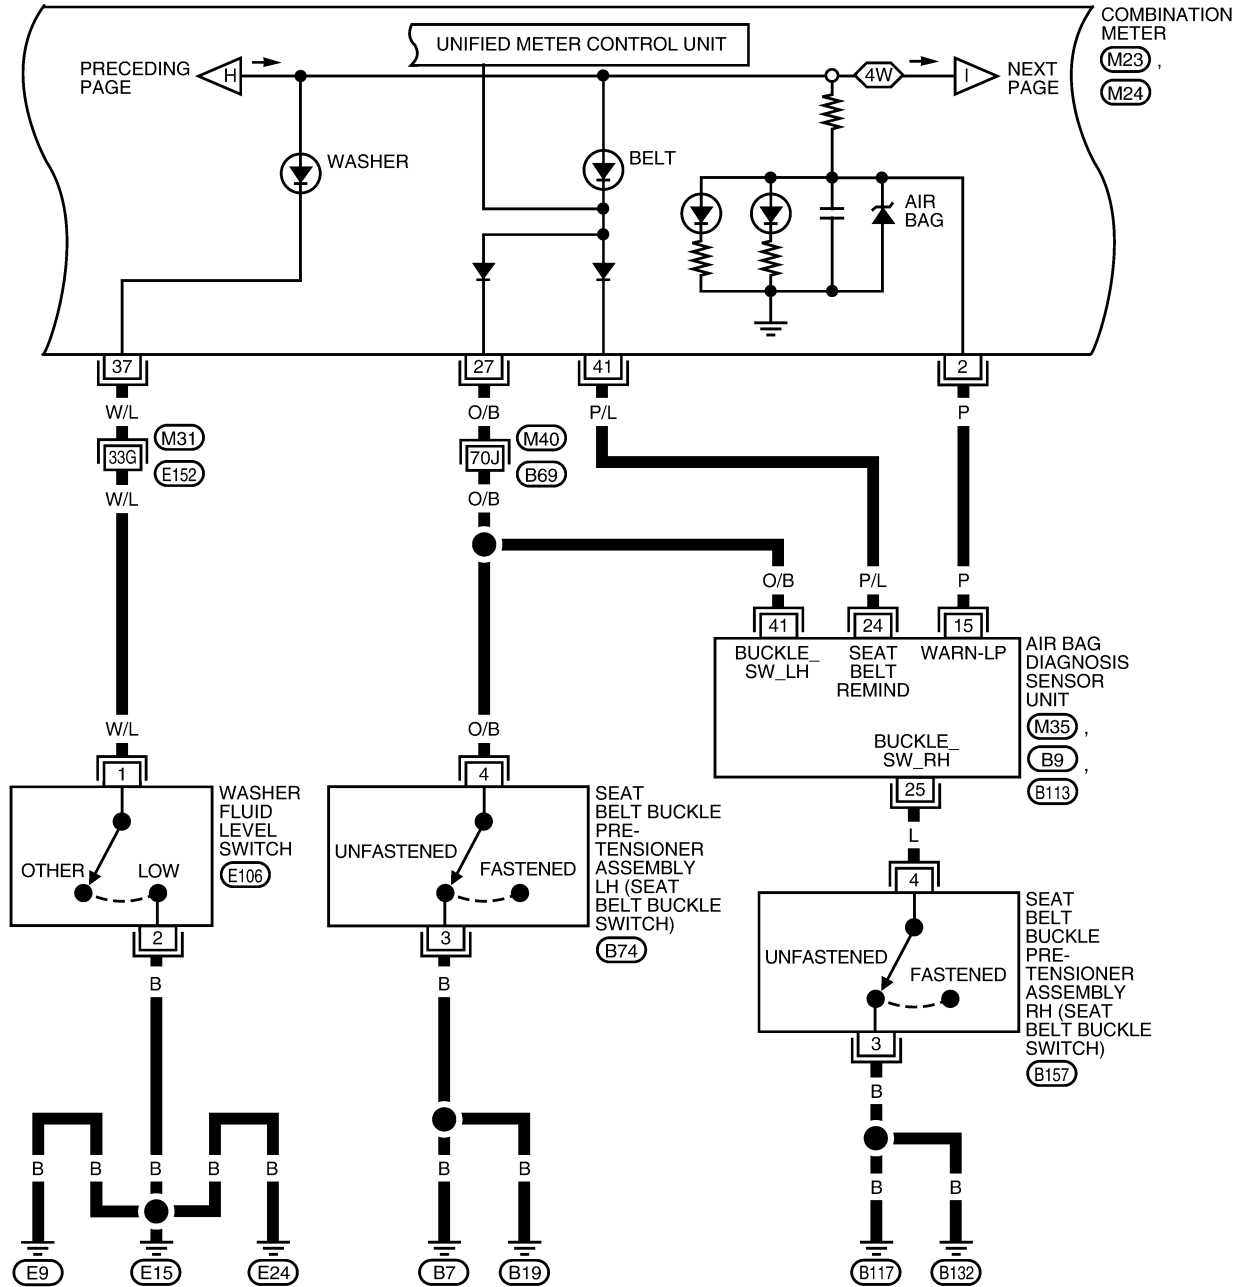 COMBINATION
METER
M23 ,
M24
UNIFIED METER CONTROL UNIT
PRECEDING
PAGE
H
4W
I
NEXT
PAGE
WASHER
BELT
AIR
BAG
37
27
41
2
W/L
O/B
P/L
P
33G
M31
E152
70J
M40
B69
W/L
O/B
O/B
P/L
P
41
24
15
BUCKLE_
SW_LH
SEAT
BELT
REMIND
WARN-LP
BUCKLE_
SW_RH
AIR BAG
DIAGNOSIS
SENSOR
UNIT
M35 ,
B9 ,
B113
W/L
O/B
1
4
25
L
WASHER
FLUID
LEVEL
SWITCH
E106
OTHER
LOW
2
SEAT
BELT BUCKLE
PRE-
TENSIONER
ASSEMBLY
LH (SEAT
BELT BUCKLE
SWITCH)
B74
UNFASTENED
FASTENED
3
4
SEAT
BELT
BUCKLE
PRE-
TENSIONER
ASSEMBLY
RH (SEAT
BELT BUCKLE
SWITCH)
B157
UNFASTENED
FASTENED
3
B
B
B
B
B
B
B
B
B
B
B
B
B
E9
E15
E24
B7
B19
B117
B132